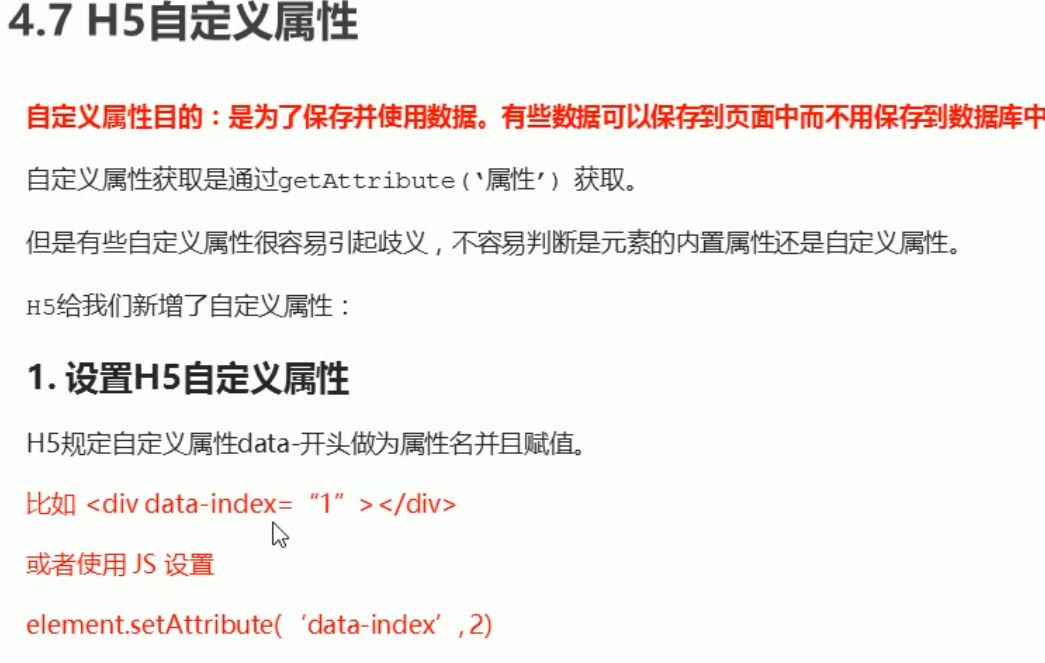 4.7 H5自定义属性
自定义属性目的：是为了保存并使用数据。有些数据可以保存到页面中而不用保存到数据库中
自定义属性获取是通过getAttribute(‘属性’) 获取。
但是有些自定义属性很容易引起歧义，不容易判断是元素的内置属性还是自定义属性。
H5给我们新增了自定义属性：
1. 设置H5自定义属性
H5规定自定义属性data-开头做为属性名并且赋值。
比如 <div data-index=“1”></div>
或者使用 JS 设置
element.setAttribute(‘data-index’, 2)